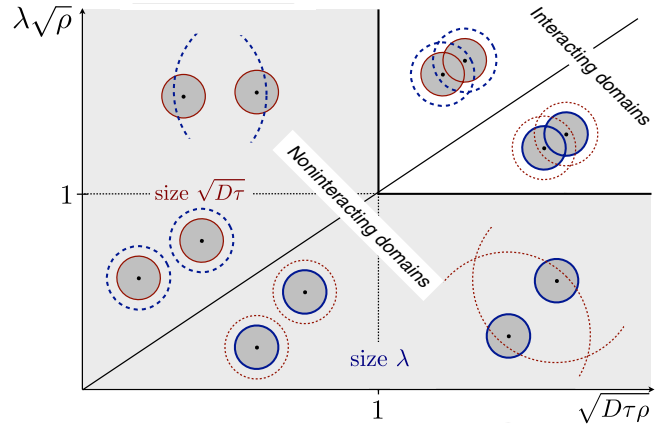 λ√ρ
Interacting domains
Noninteracting domains
1
size √Dτ
size λ
1
√Dτρ